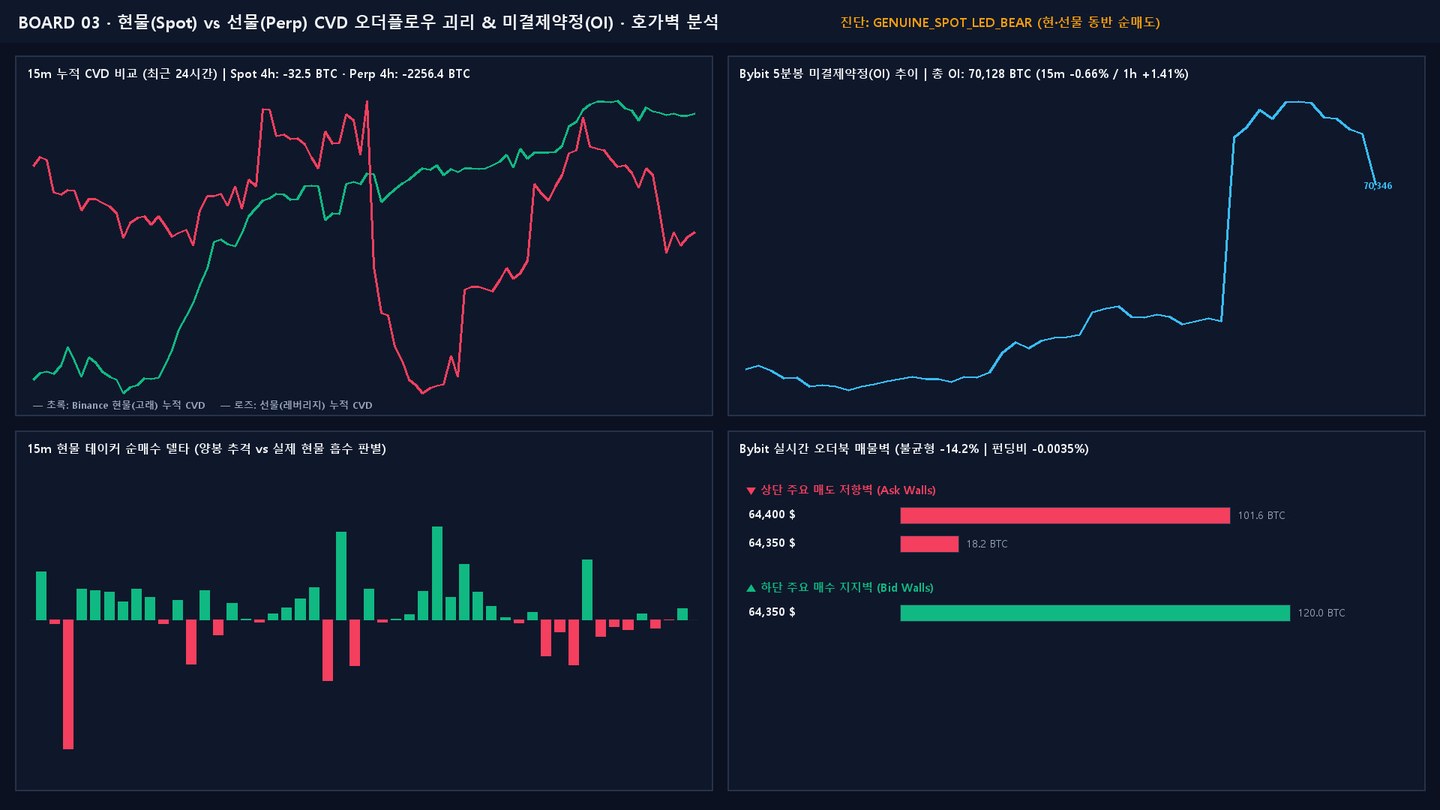 BOARD 03 · 현물(Spot) vs 선물(Perp) CVD 오더플로우 괴리 & 미결제약정(OI) · 호가벽 분석
진단: GENUINE_SPOT_LED_BEAR (현·선물 동반 순매도)
15m 누적 CVD 비교 (최근 24시간) | Spot 4h: -32.5 BTC · Perp 4h: -2256.4 BTC
— 초록: Binance 현물(고래) 누적 CVD — 로즈: 선물(레버리지) 누적 CVD
Bybit 5분봉 미결제약정(OI) 추이 | 총 OI: 70,128 BTC (15m -0.66% / 1h +1.41%)
70,346
15m 현물 테이커 순매수 델타 (양봉 추격 vs 실제 현물 흡수 판별)
Bybit 실시간 오더북 매물벽 (불균형 -14.2% | 펀딩비 -0.0035%)
▼ 상단 주요 매도 저항벽 (Ask Walls)
64,400 $ 101.6 BTC
64,350 $ 18.2 BTC
▲ 하단 주요 매수 지지벽 (Bid Walls)
64,350 $ 120.0 BTC